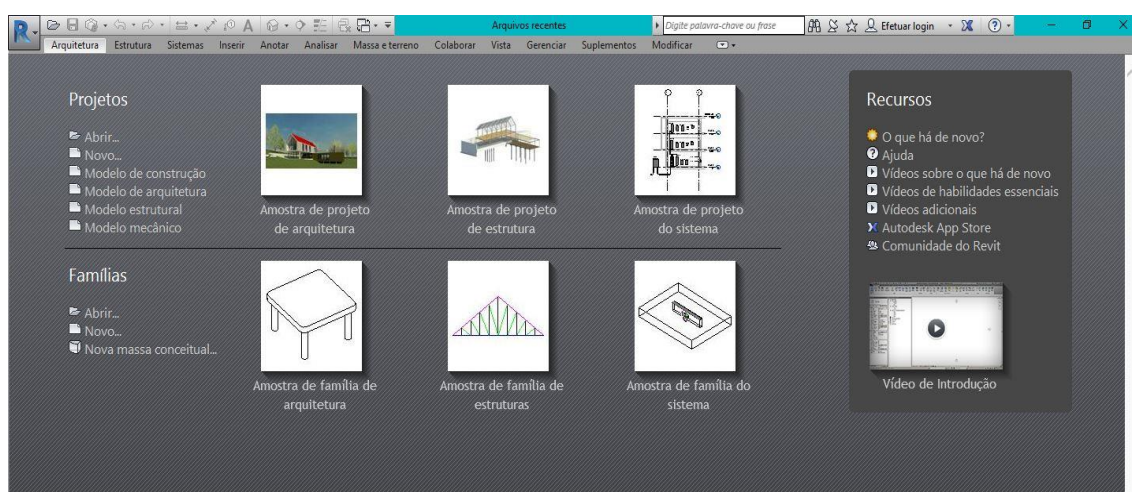 Arquivos recentes
Digite palavra-chave ou frase
Efetuar login
Arquitetura Estrutura Sistemas Inserir Anotar Analisar Massa e terreno Colaborar Vista Gerenciar Suplementos Modificar
Projetos
Abrir...
Novo...
Modelo de construção
Modelo de arquitetura
Modelo estrutural
Modelo mecânico
Amostra de projeto
de arquitetura
Amostra de projeto
de estrutura
Amostra de projeto
do sistema
Famílias
Abrir...
Novo...
Nova massa conceitual...
Amostra de família de
arquitetura
Amostra de família de
estruturas
Amostra de família do
sistema
Recursos
O que há de novo?
Ajuda
Vídeos sobre o que há de novo
Vídeos de habilidades essenciais
Vídeos adicionais
Autodesk App Store
Comunidade do Revit
Vídeo de Introdução